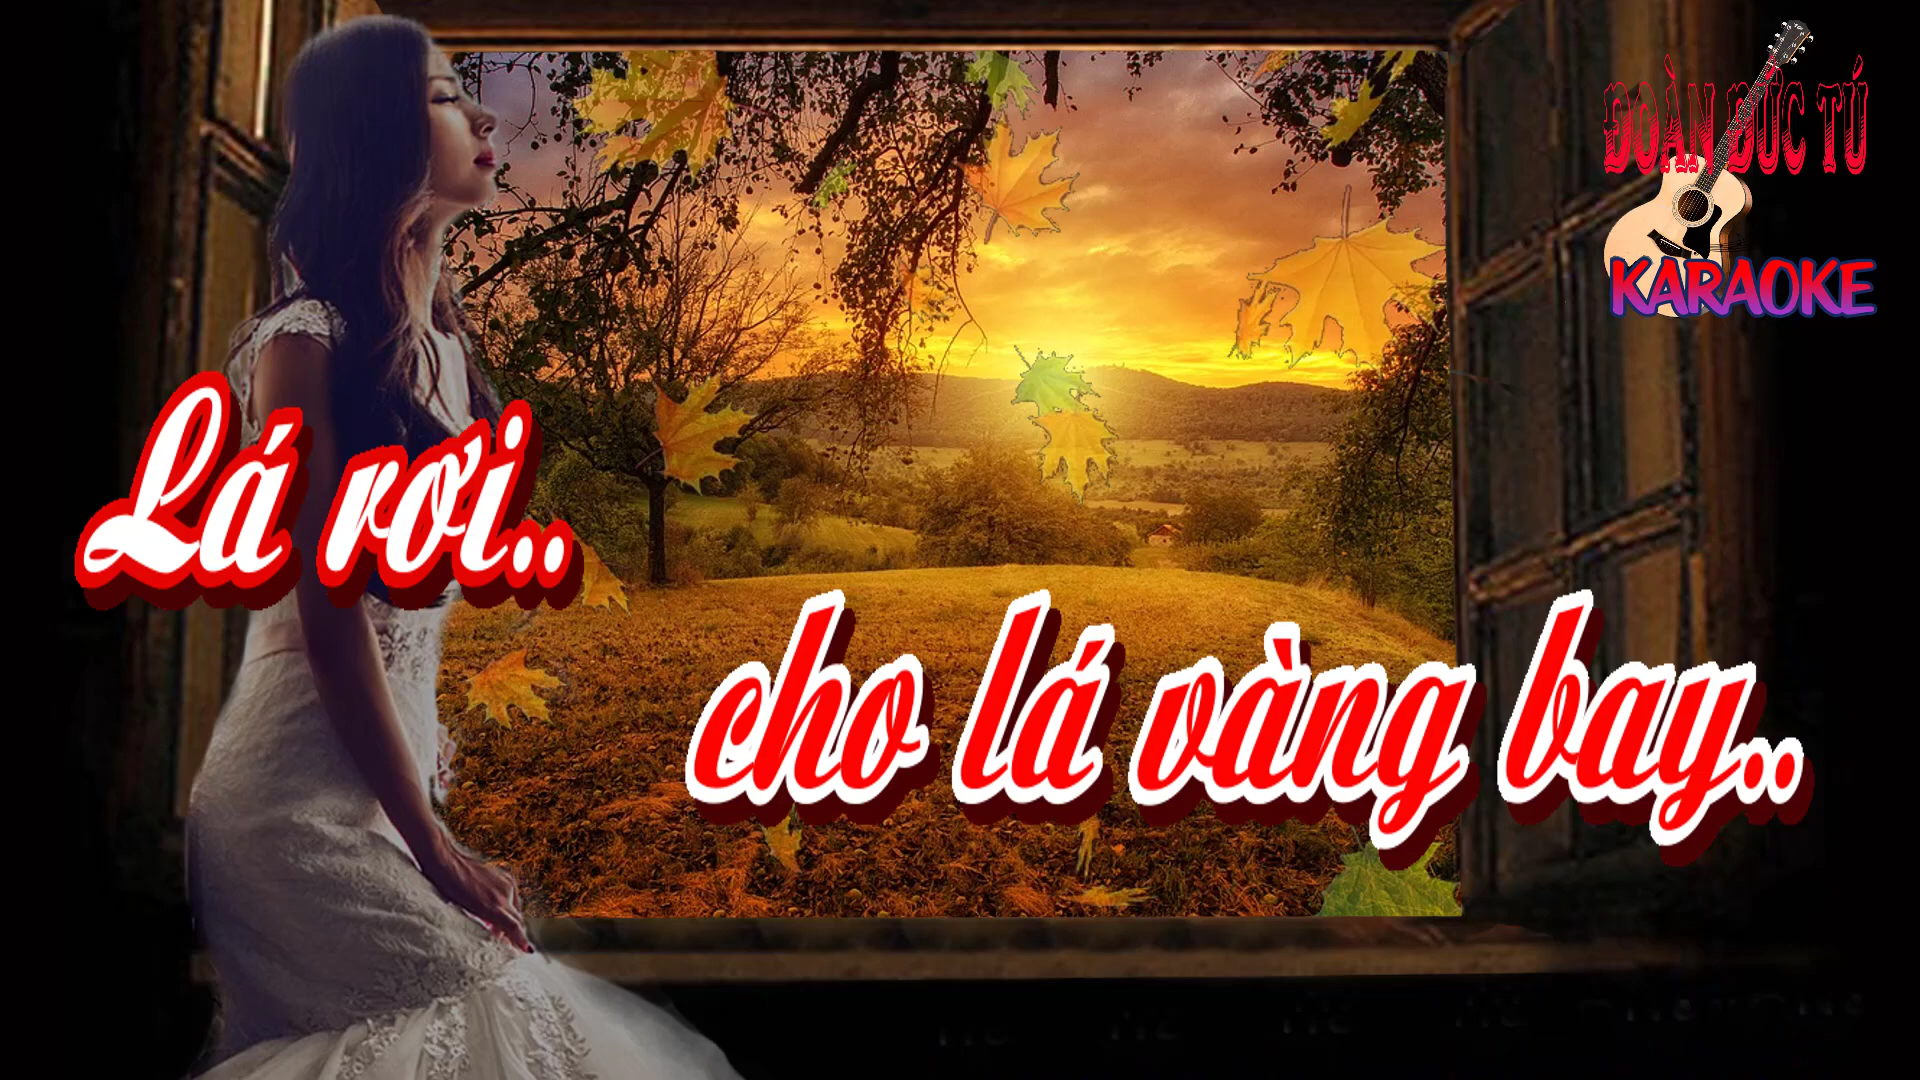 ĐOÀN ĐỨC TÚ
KARAOKE
Lá rơi..
cho lá vàng bay..